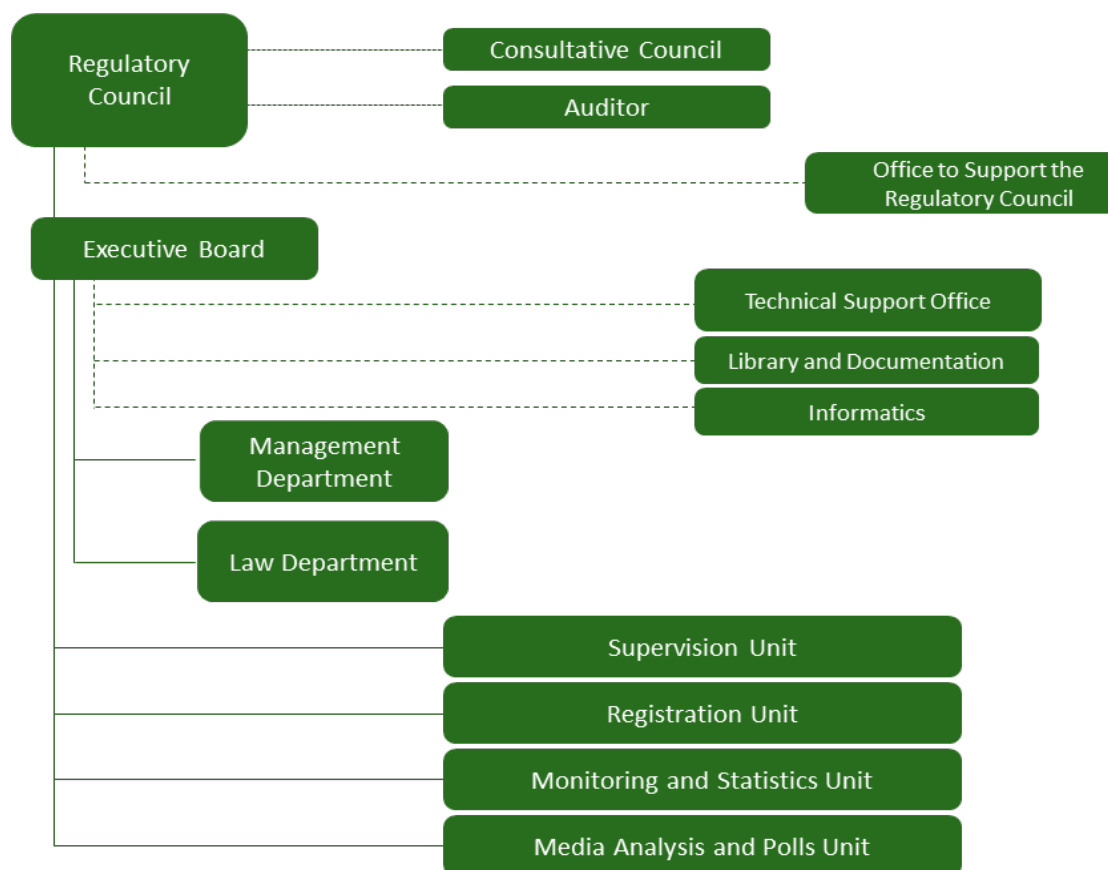 Regulatory
Council
Consultative Council
Auditor
Office to Support the
Regulatory Council
Executive Board
Technical Support Office
Library and Documentation
Informatics
Management
Department
Law Department
Supervision Unit
Registration Unit
Monitoring and Statistics Unit
Media Analysis and Polls Unit